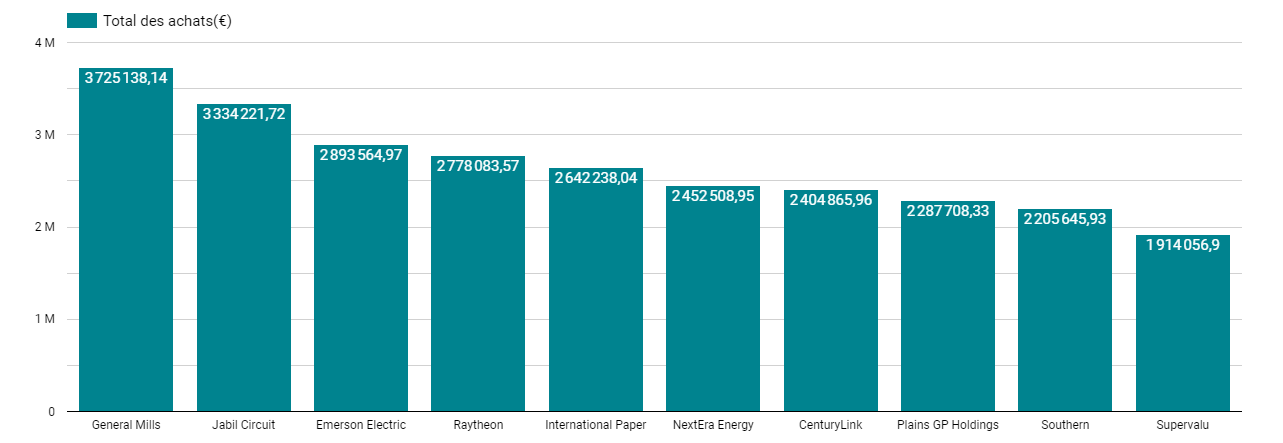 Total des achats(€)
4 M
3 M
2 M
1 M
0
3 725 138,14
3 334 221,72
2 893 564,97
2 778 083,57
2 642 238,04
2 452 508,95
2 404 865,96
2 287 708,33
2 205 645,93
1 914 056,9
General Mills
Jabil Circuit
Emerson Electric
Raytheon
International Paper
NextEra Energy
CenturyLink
Plains GP Holdings
Southern
Supervalu